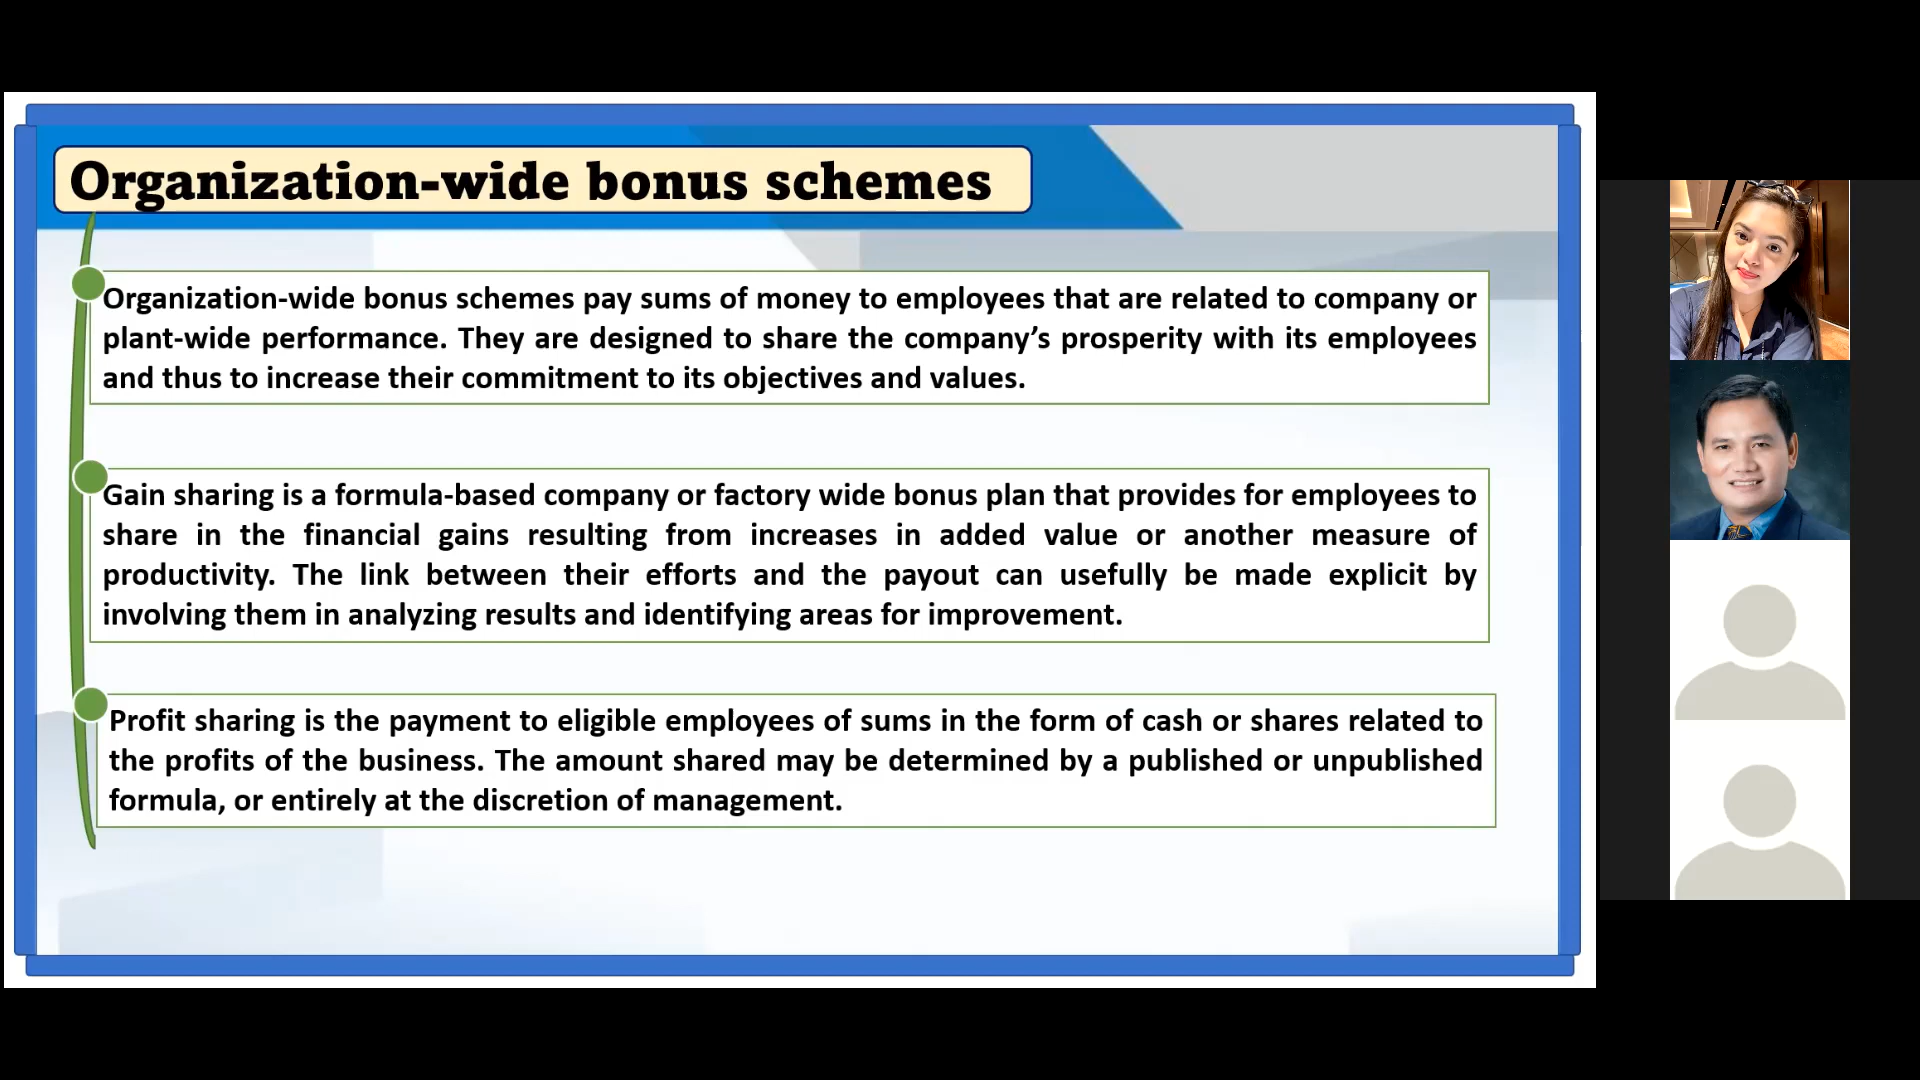 Organization-wide bonus schemes
Organization-wide bonus schemes pay sums of money to employees that are related to company or
plant-wide performance. They are designed to share the company’s prosperity with its employees
and thus to increase their commitment to its objectives and values.
Gain sharing is a formula-based company or factory wide bonus plan that provides for employees to
share in the financial gains resulting from increases in added value or another measure of
productivity. The link between their efforts and the payout can usefully be made explicit by
involving them in analyzing results and identifying areas for improvement.
Profit sharing is the payment to eligible employees of sums in the form of cash or shares related to
the profits of the business. The amount shared may be determined by a published or unpublished
formula, or entirely at the discretion of management.